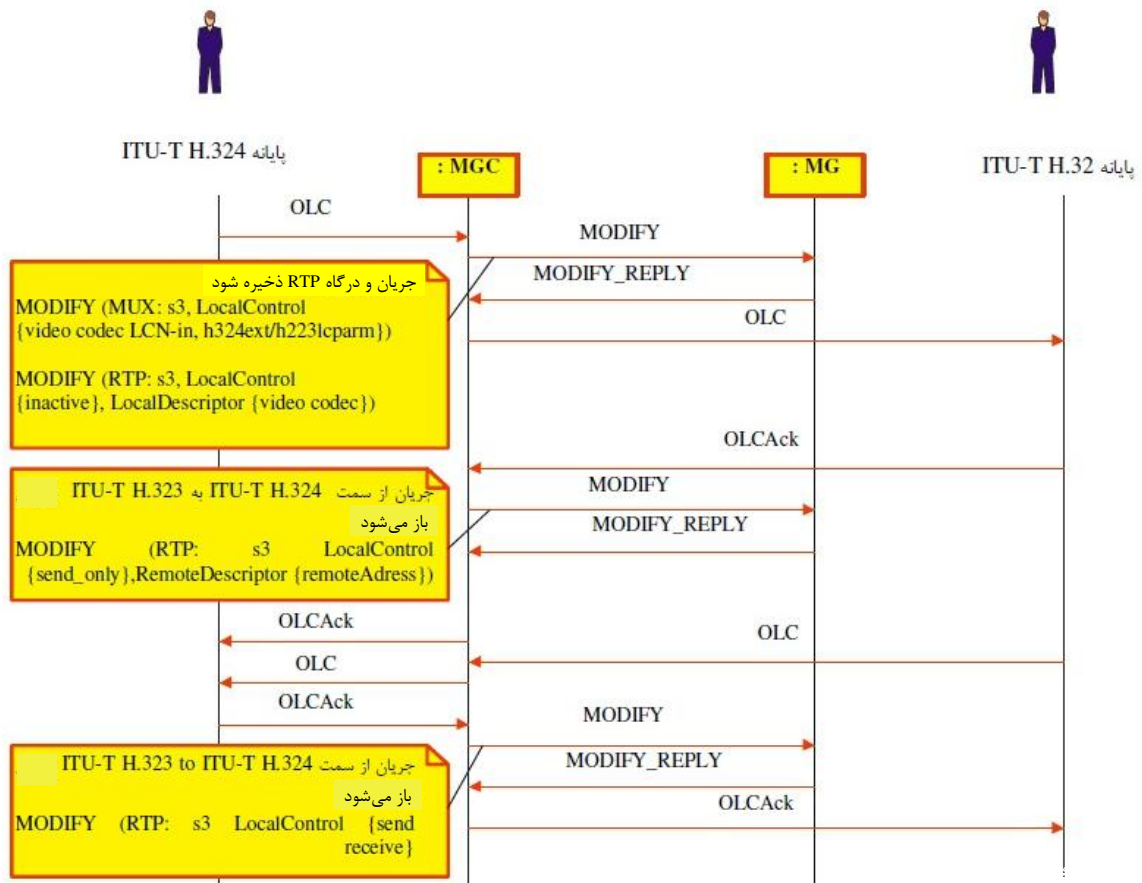 پایانه ITU-T H.324
: MGC
: MG
پایانه ITU-T H.32
OLC
MODIFY
جریان و درگاه RTP ذخیره شود
MODIFY (MUX: s3, LocalControl
{video codec LCN-in, h324ext/h223lcparm})
MODIFY (RTP: s3, LocalControl
{inactive}, LocalDescriptor {video codec})
MODIFY_REPLY
OLC
OLCAck
جریان از سمت ITU-T H.324 به ITU-T H.323
باز می‌شود
MODIFY (RTP: s3 LocalControl
{send_only},RemoteDescriptor {remoteAdress})
MODIFY
MODIFY_REPLY
OLCAck
OLC
OLC
OLCAck
MODIFY
جریان از سمت ITU-T H.323 to ITU-T H.324
باز می‌شود
MODIFY (RTP: s3 LocalControl {send
receive}
MODIFY_REPLY
OLCAck